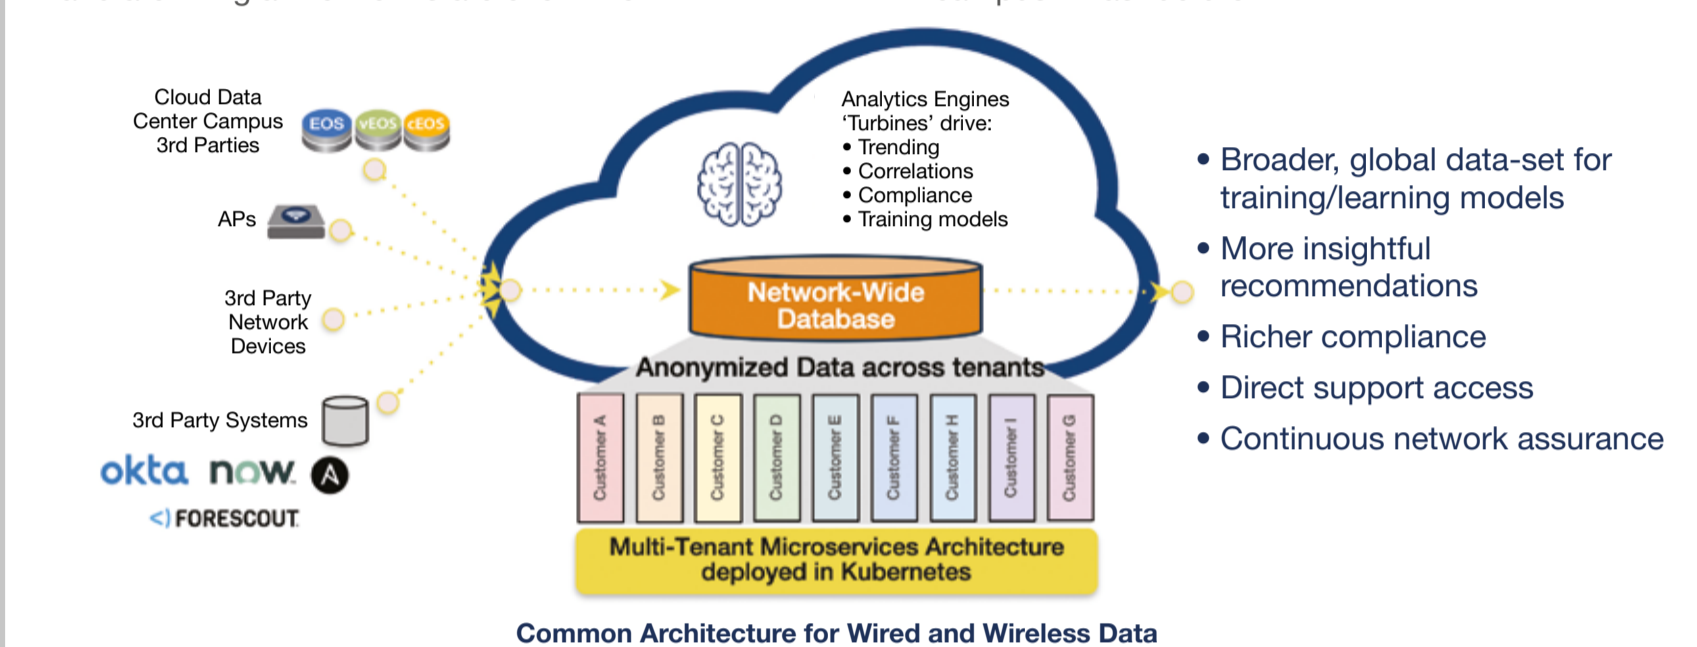 Cloud Data
Center Campus
3rd Parties
EOS
vEOS
cEOS
APs
3rd Party
Network
Devices
3rd Party Systems
okta
now.
A
<) FORESCOUT
Analytics Engines
‘Turbines’ drive:
• Trending
• Correlations
• Compliance
• Training models
Network-Wide
Database
Anonymized Data across tenants
Customer A
Customer B
Customer C
Customer D
Customer E
Customer F
Customer H
Customer I
Customer G
Multi-Tenant Microservices Architecture
deployed in Kubernetes
Common Architecture for Wired and Wireless Data
• Broader, global data-set for
training/learning models
• More insightful
recommendations
• Richer compliance
• Direct support access
• Continuous network assurance